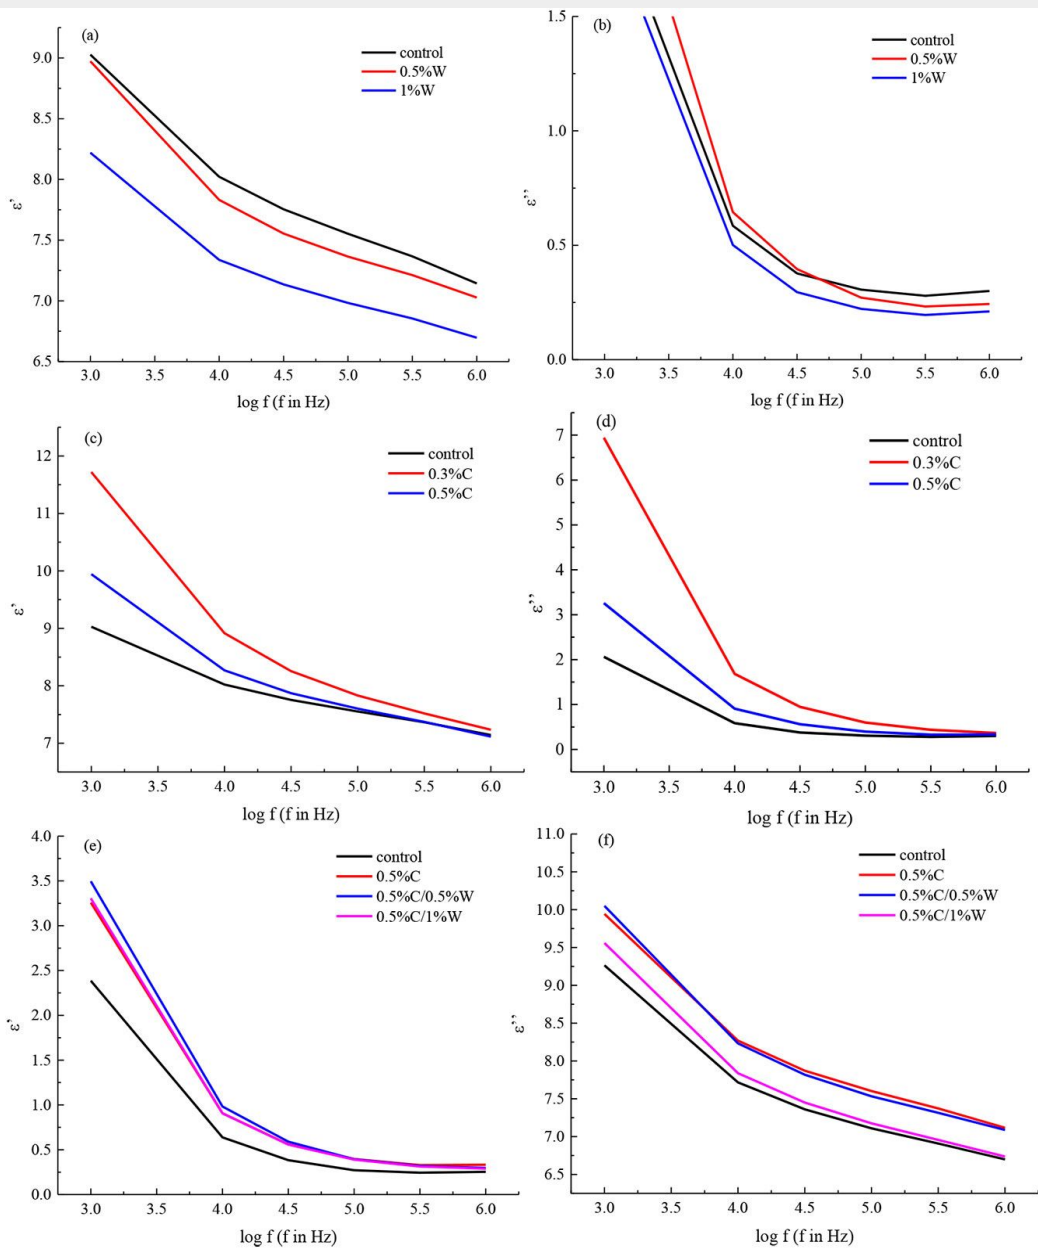 (a)
control
0.5%W
1%W
9.0
8.5
8.0
7.5
7.0
6.5
ε’
3.0 3.5 4.0 4.5 5.0 5.5 6.0
log f (f in Hz)
(b)
control
0.5%W
1%W
1.5
1.0
0.5
0.0
ε’’
3.0 3.5 4.0 4.5 5.0 5.5 6.0
log f (f in Hz)
(c)
control
0.3%C
0.5%C
12
11
10
9
8
7
ε’
3.0 3.5 4.0 4.5 5.0 5.5 6.0
log f (f in Hz)
(d)
control
0.3%C
0.5%C
7
6
5
4
3
2
1
0
ε’’
3.0 3.5 4.0 4.5 5.0 5.5 6.0
log f (f in Hz)
(e)
control
0.5%C
0.5%C/0.5%W
0.5%C/1%W
4.0
3.5
3.0
2.5
2.0
1.5
1.0
0.5
0.0
ε’
3.0 3.5 4.0 4.5 5.0 5.5 6.0
log f (f in Hz)
(f)
control
0.5%C
0.5%C/0.5%W
0.5%C/1%W
11.0
10.5
10.0
9.5
9.0
8.5
8.0
7.5
7.0
6.5
ε’’
3.0 3.5 4.0 4.5 5.0 5.5 6.0
log f (f in Hz)